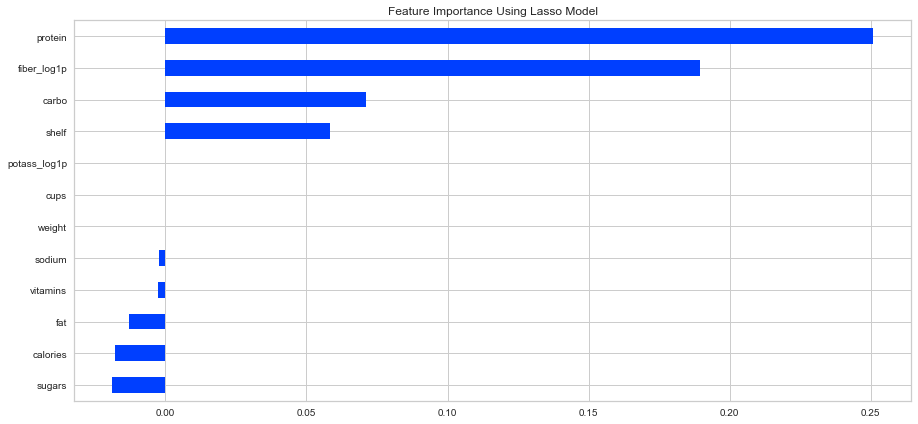 Feature Importance Using Lasso Model
protein
fiber_log1p
carbo
shelf
potass_log1p
cups
weight
sodium
vitamins
fat
calories
sugars
0.00 0.05 0.10 0.15 0.20 0.25